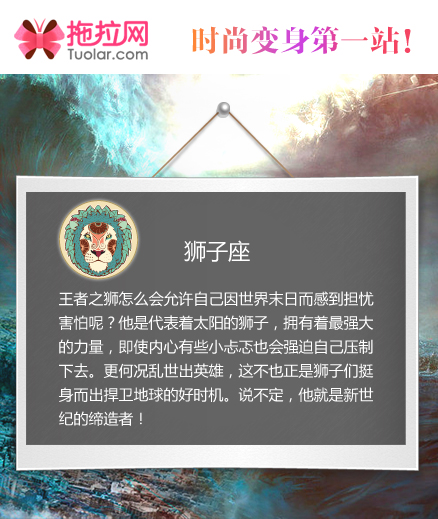 拖拉网
Tuolar.com
时尚变身第一站!
狮子座
王者之狮怎么会允许自己因世界末日而感到担忧
害怕呢？他是代表着太阳的狮子，拥有着最强大
的力量，即使内心有些小忐忑也会强迫自己压制
下去。更何况乱世出英雄，这不也正是狮子们挺
身而出捍卫地球的好时机。说不定，他就是新世
纪的缔造者！